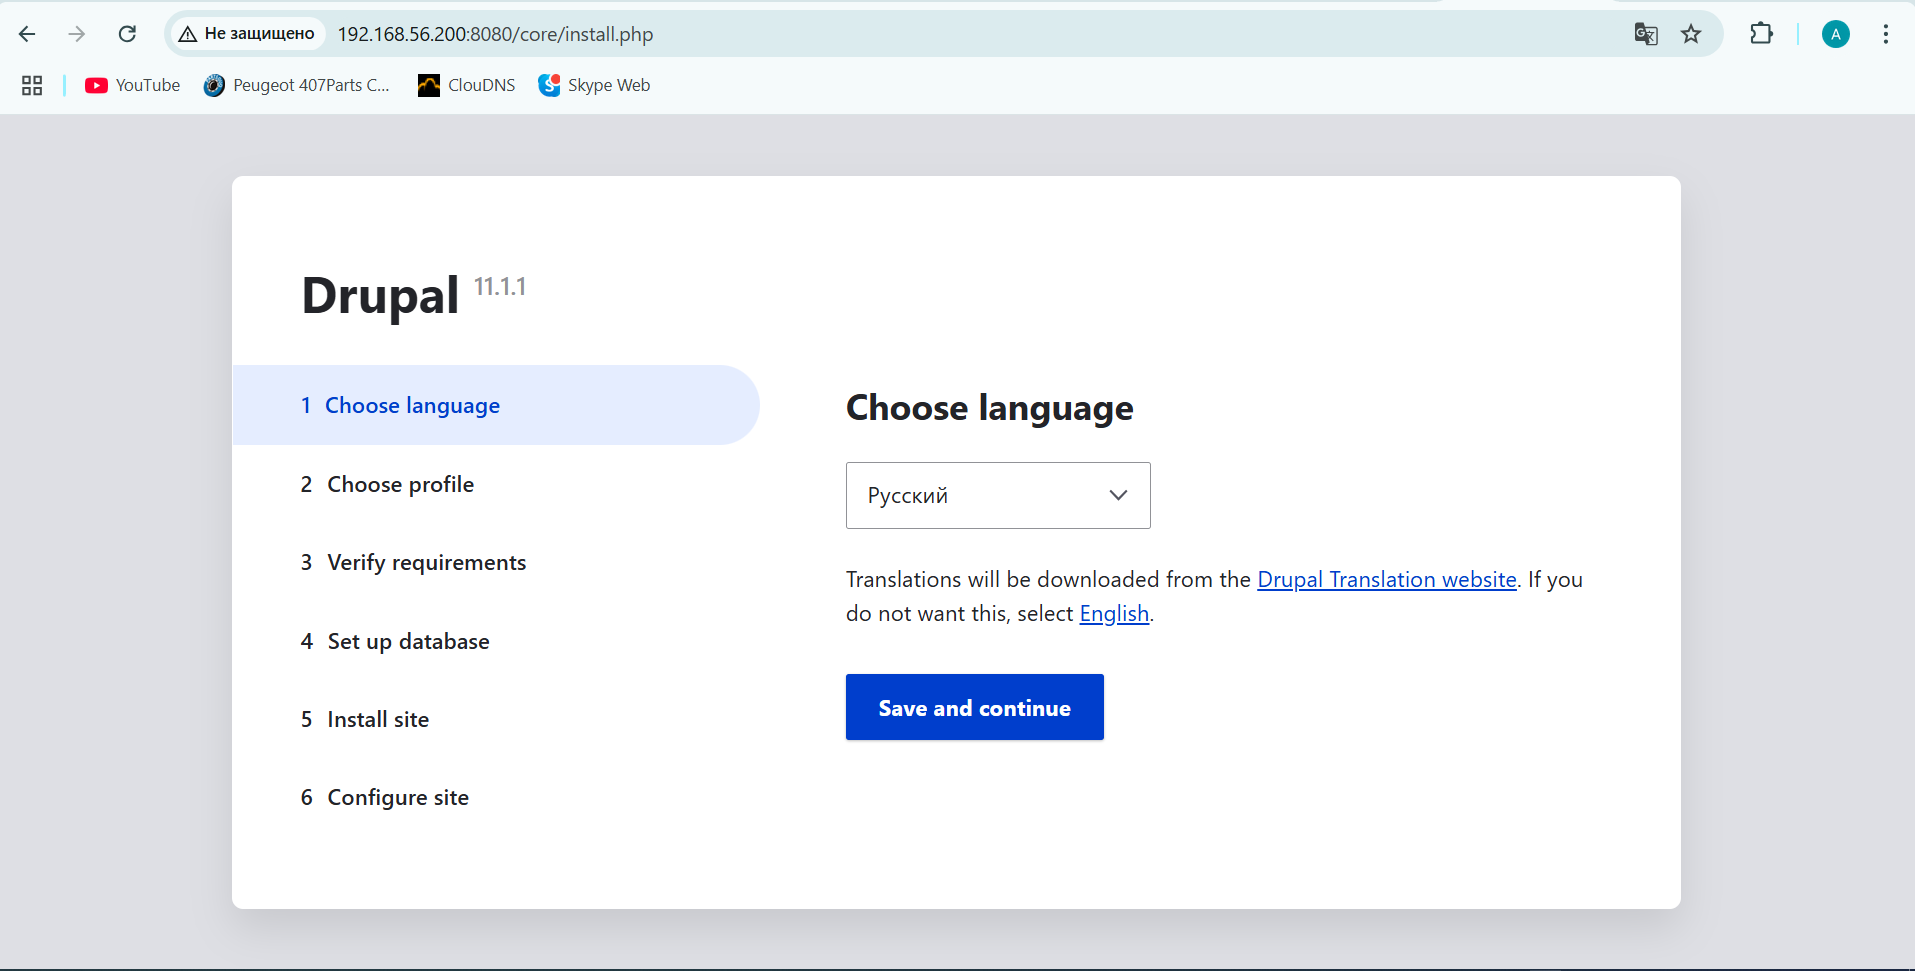 Не защищено
192.168.56.200:8080/core/install.php
A
YouTube
Peugeot 407Parts C...
ClouDNS
Skype Web
Drupal 11.1.1
1 Choose language
2 Choose profile
3 Verify requirements
4 Set up database
5 Install site
6 Configure site
Choose language
Русский
Translations will be downloaded from the Drupal Translation website. If you
do not want this, select English.
Save and continue